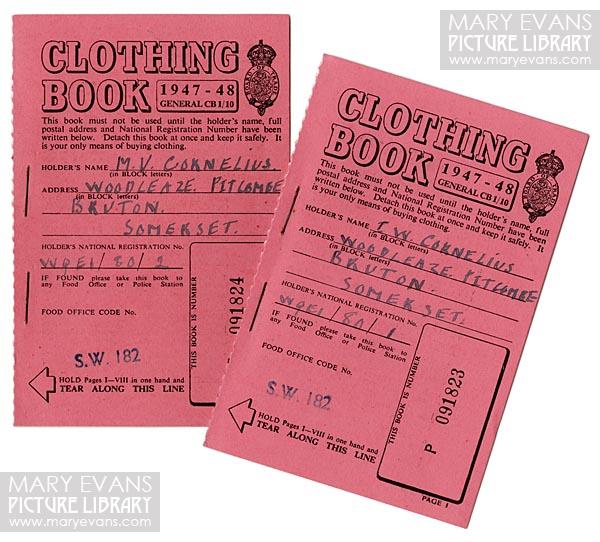 MARY EVANS
PICTURE LIBRARY
www.maryevans.com
CLOTHING
BOOK 1947-48
GENERAL CB 1/10
This book must not be used until the holder's name, full
postal address and National Registration Number have been
written below. Detach this book at once and keep it safely. It
is your only means of buying clothing.
HOLDER'S NAME M.V. CORNELIUS
(in BLOCK letters)
ADDRESS WOODLEAZE. PITCOMBE
(in BLOCK letters)
BRUTON.
SOMERSET.
HOLDER'S NATIONAL REGISTRATION No.
WQEI/80/2
IF FOUND please take this book to
any Food Office or Police Station
FOOD OFFICE CODE No.
S.W. 182
HOLD Pages I—VIII in one hand and
TEAR ALONG THIS LINE
THIS BOOK IS NUMBER
091824
CLOTHING
BOOK 1947-48
GENERAL CB 1/10
This book must not be used until the holder's name, full
postal address and National Registration Number have been
written below. Detach this book at once and keep it safely. It
is your only means of buying clothing.
HOLDER'S NAME T.W. CORNELIUS
(in BLOCK letters)
ADDRESS WOODLEAZE. PITCOMBE
(in BLOCK letters)
BRUTON.
SOMERSET.
HOLDER'S NATIONAL REGISTRATION No.
WQEI/80/1
IF FOUND please take this book to
any Food Office or Police Station
FOOD OFFICE CODE No.
S.W. 182
HOLD Pages I—VIII in one hand and
TEAR ALONG THIS LINE
THIS BOOK IS NUMBER
P 091823
PAGE I
MARY EVANS
PICTURE LIBRARY
www.maryevans.com